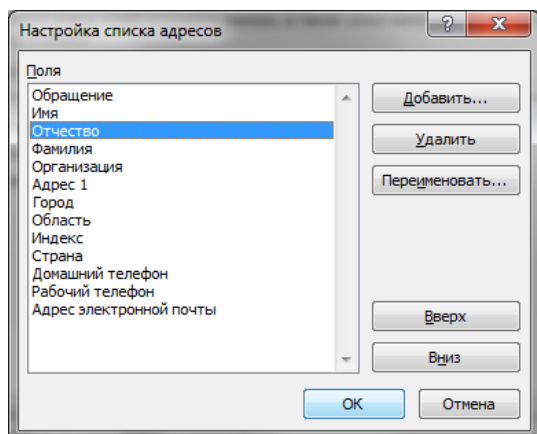 Настройка списка адресов
Поля
Обращение
Имя
Отчество
Фамилия
Организация
Адрес 1
Город
Область
Индекс
Страна
Домашний телефон
Рабочий телефон
Адрес электронной почты
Добавить...
Удалить
Переименовать...
Вверх
Вниз
ОК
Отмена